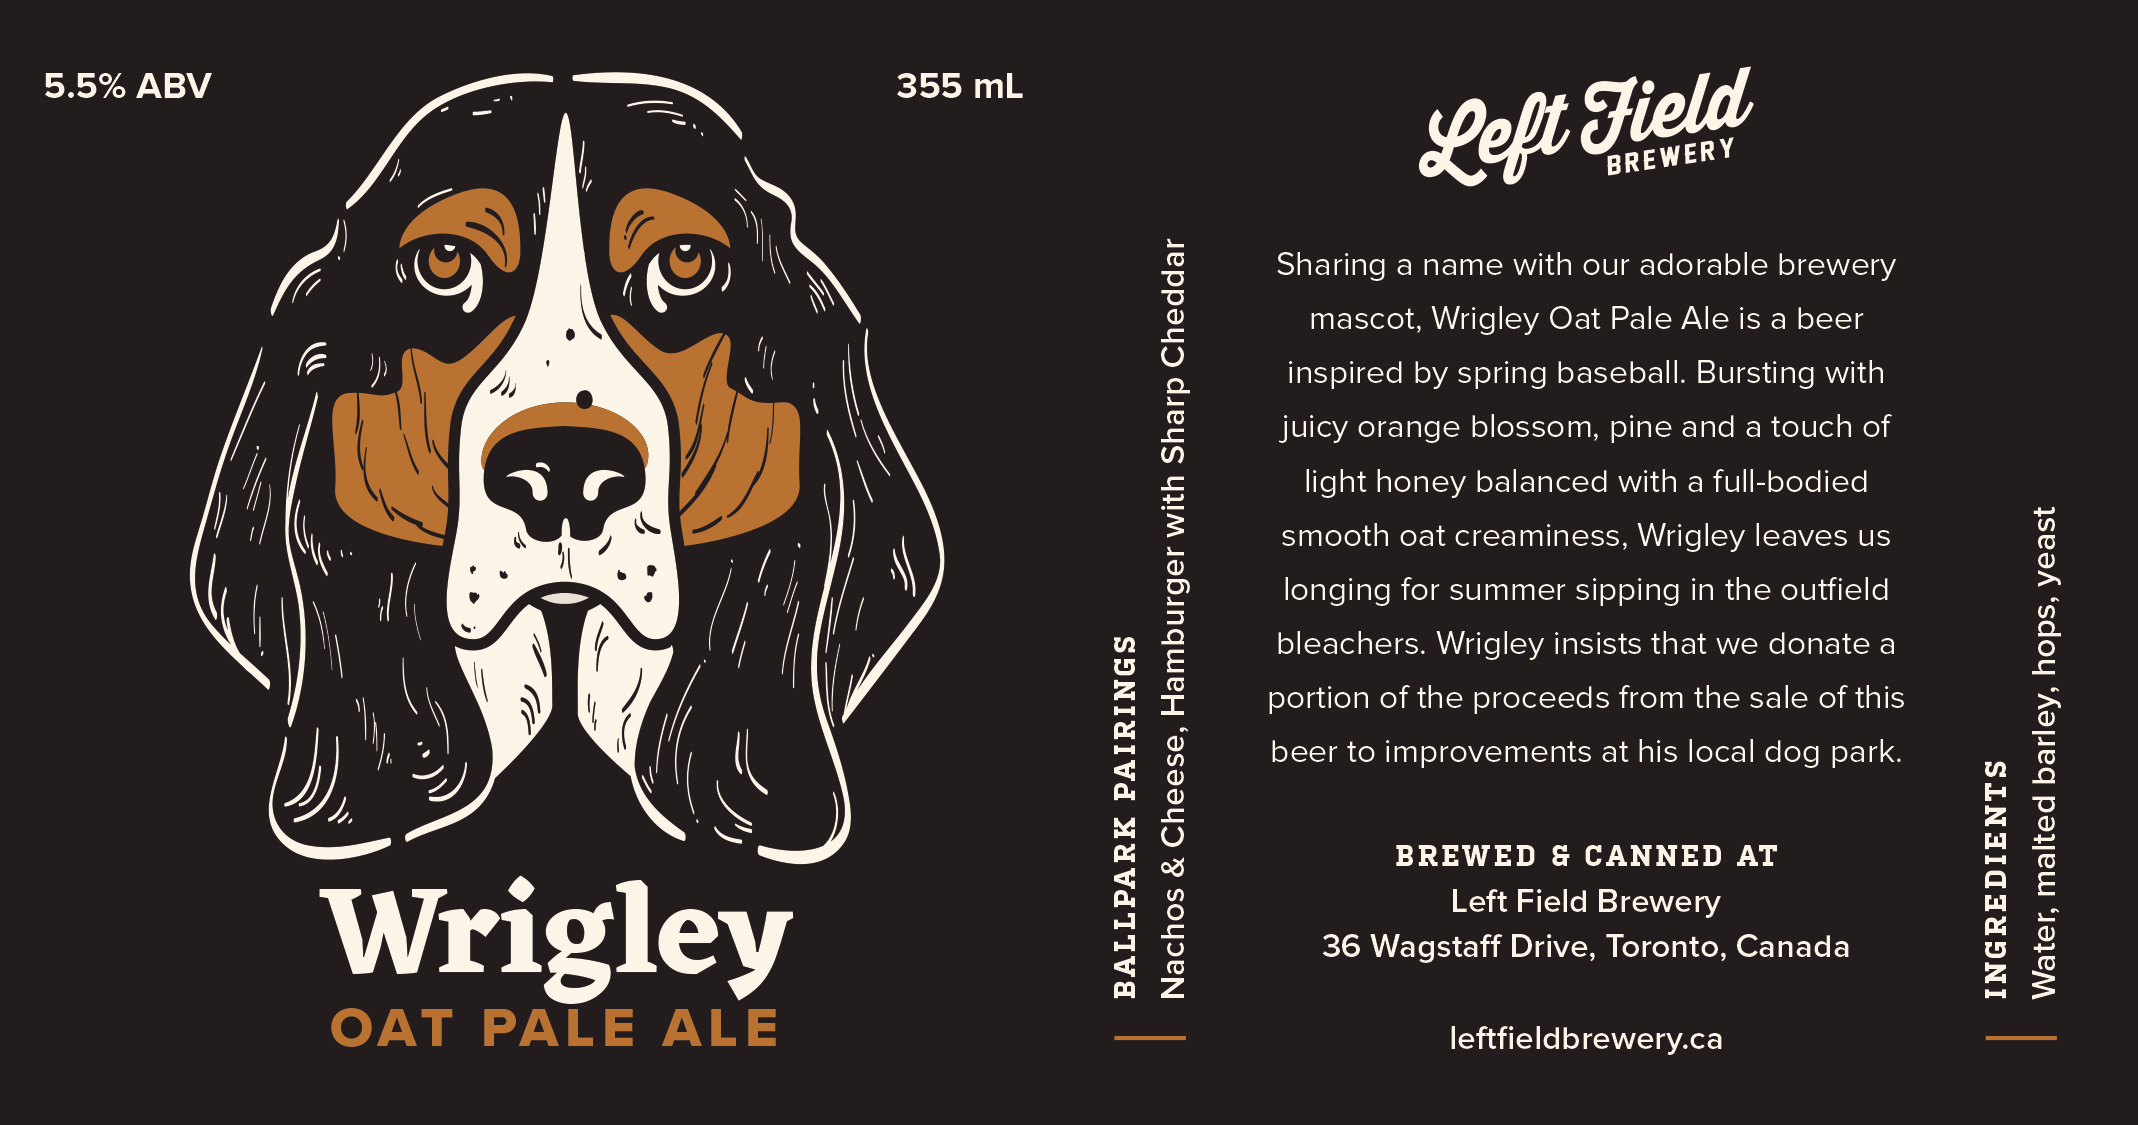 5.5% ABV
355 mL
Wrigley
OAT PALE ALE
BALLPARK PAIRINGS
Nachos & Cheese, Hamburger with Sharp Cheddar
Left Field
BREWERY
Sharing a name with our adorable brewery
mascot, Wrigley Oat Pale Ale is a beer
inspired by spring baseball. Bursting with
juicy orange blossom, pine and a touch of
light honey balanced with a full-bodied
smooth oat creaminess, Wrigley leaves us
longing for summer sipping in the outfield
bleachers. Wrigley insists that we donate a
portion of the proceeds from the sale of this
beer to improvements at his local dog park.
BREWED & CANNED AT
Left Field Brewery
36 Wagstaff Drive, Toronto, Canada
leftfieldbrewery.ca
INGREDIENTS
Water, malted barley, hops, yeast